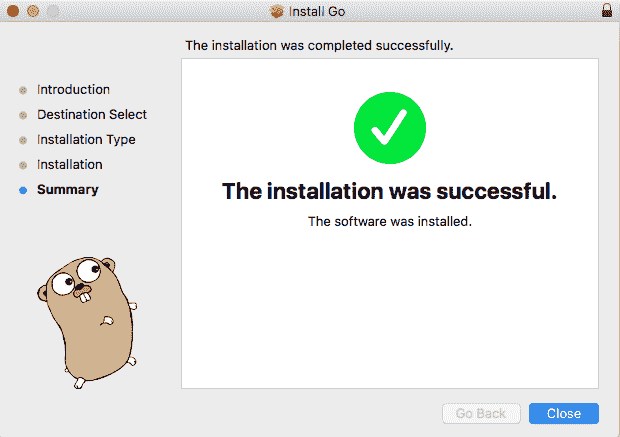 Install Go
The installation was completed successfully.
Introduction
Destination Select
Installation Type
Installation
Summary
The installation was successful.
The software was installed.
Go Back
Close